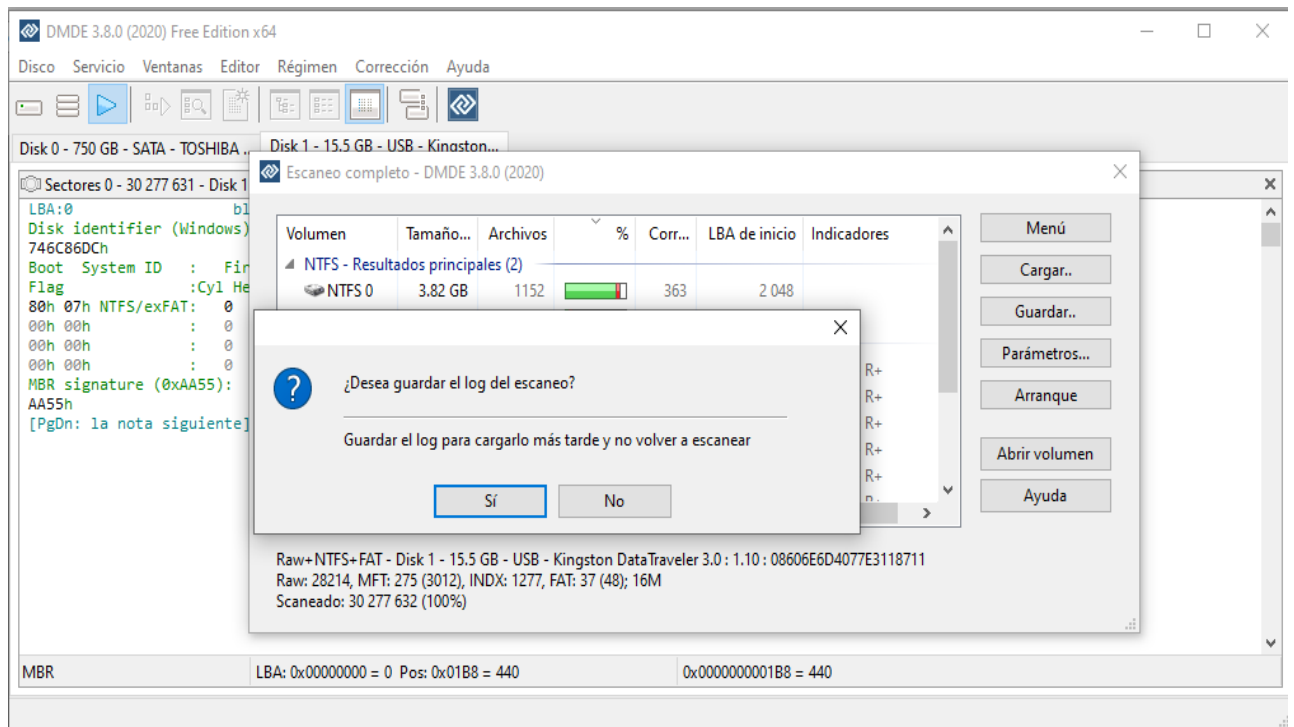 DMDE 3.8.0 (2020) Free Edition x64
Disco Servicio Ventanas Editor Régimen Corrección Ayuda
Disk 0 - 750 GB - SATA - TOSHIBA .. Disk 1 - 15.5 GB - USB - Kingston...
Sectores 0 - 30 277 631 - Disk 1
LBA:0 bl
Disk identifier (Windows)
746C86DCh
Boot System ID : Fir
Flag :Cyl He
80h 07h NTFS/exFAT: 0
00h 00h : 0
00h 00h : 0
00h 00h : 0
MBR signature (0xAA55):
AA55h
[PgDn: la nota siguiente]
Escaneo completo - DMDE 3.8.0 (2020)
Volumen Tamaño... Archivos % Corr... LBA de inicio Indicadores
NTFS - Resultados principales (2)
NTFS 0 3.82 GB 1152 363 2 048
R+
R+
R+
R+
R+
Menú
Cargar..
Guardar..
Parámetros...
Arranque
Abrir volumen
Ayuda
¿Desea guardar el log del escaneo?
Guardar el log para cargarlo más tarde y no volver a escanear
Sí No
Raw+NTFS+FAT - Disk 1 - 15.5 GB - USB - Kingston DataTraveler 3.0 : 1.10 : 08606E6D4077E3118711
Raw: 28214, MFT: 275 (3012), INDX: 1277, FAT: 37 (48); 16M
Scaneado: 30 277 632 (100%)
MBR LBA: 0x00000000 = 0 Pos: 0x01B8 = 440 0x0000000001B8 = 440